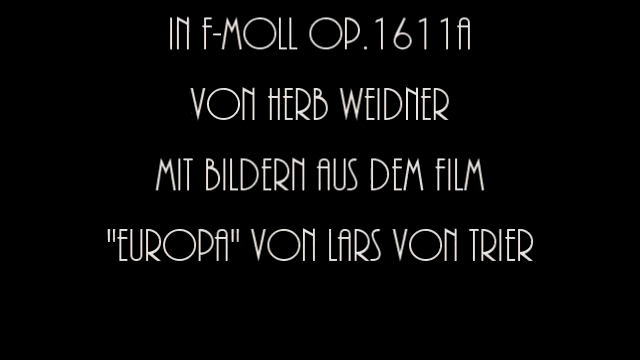 IN F-MOLL OP.1611A
VON HERB WEIDNER
MIT BILDERN AUS DEM FILM
"EUROPA" VON LARS VON TRIER